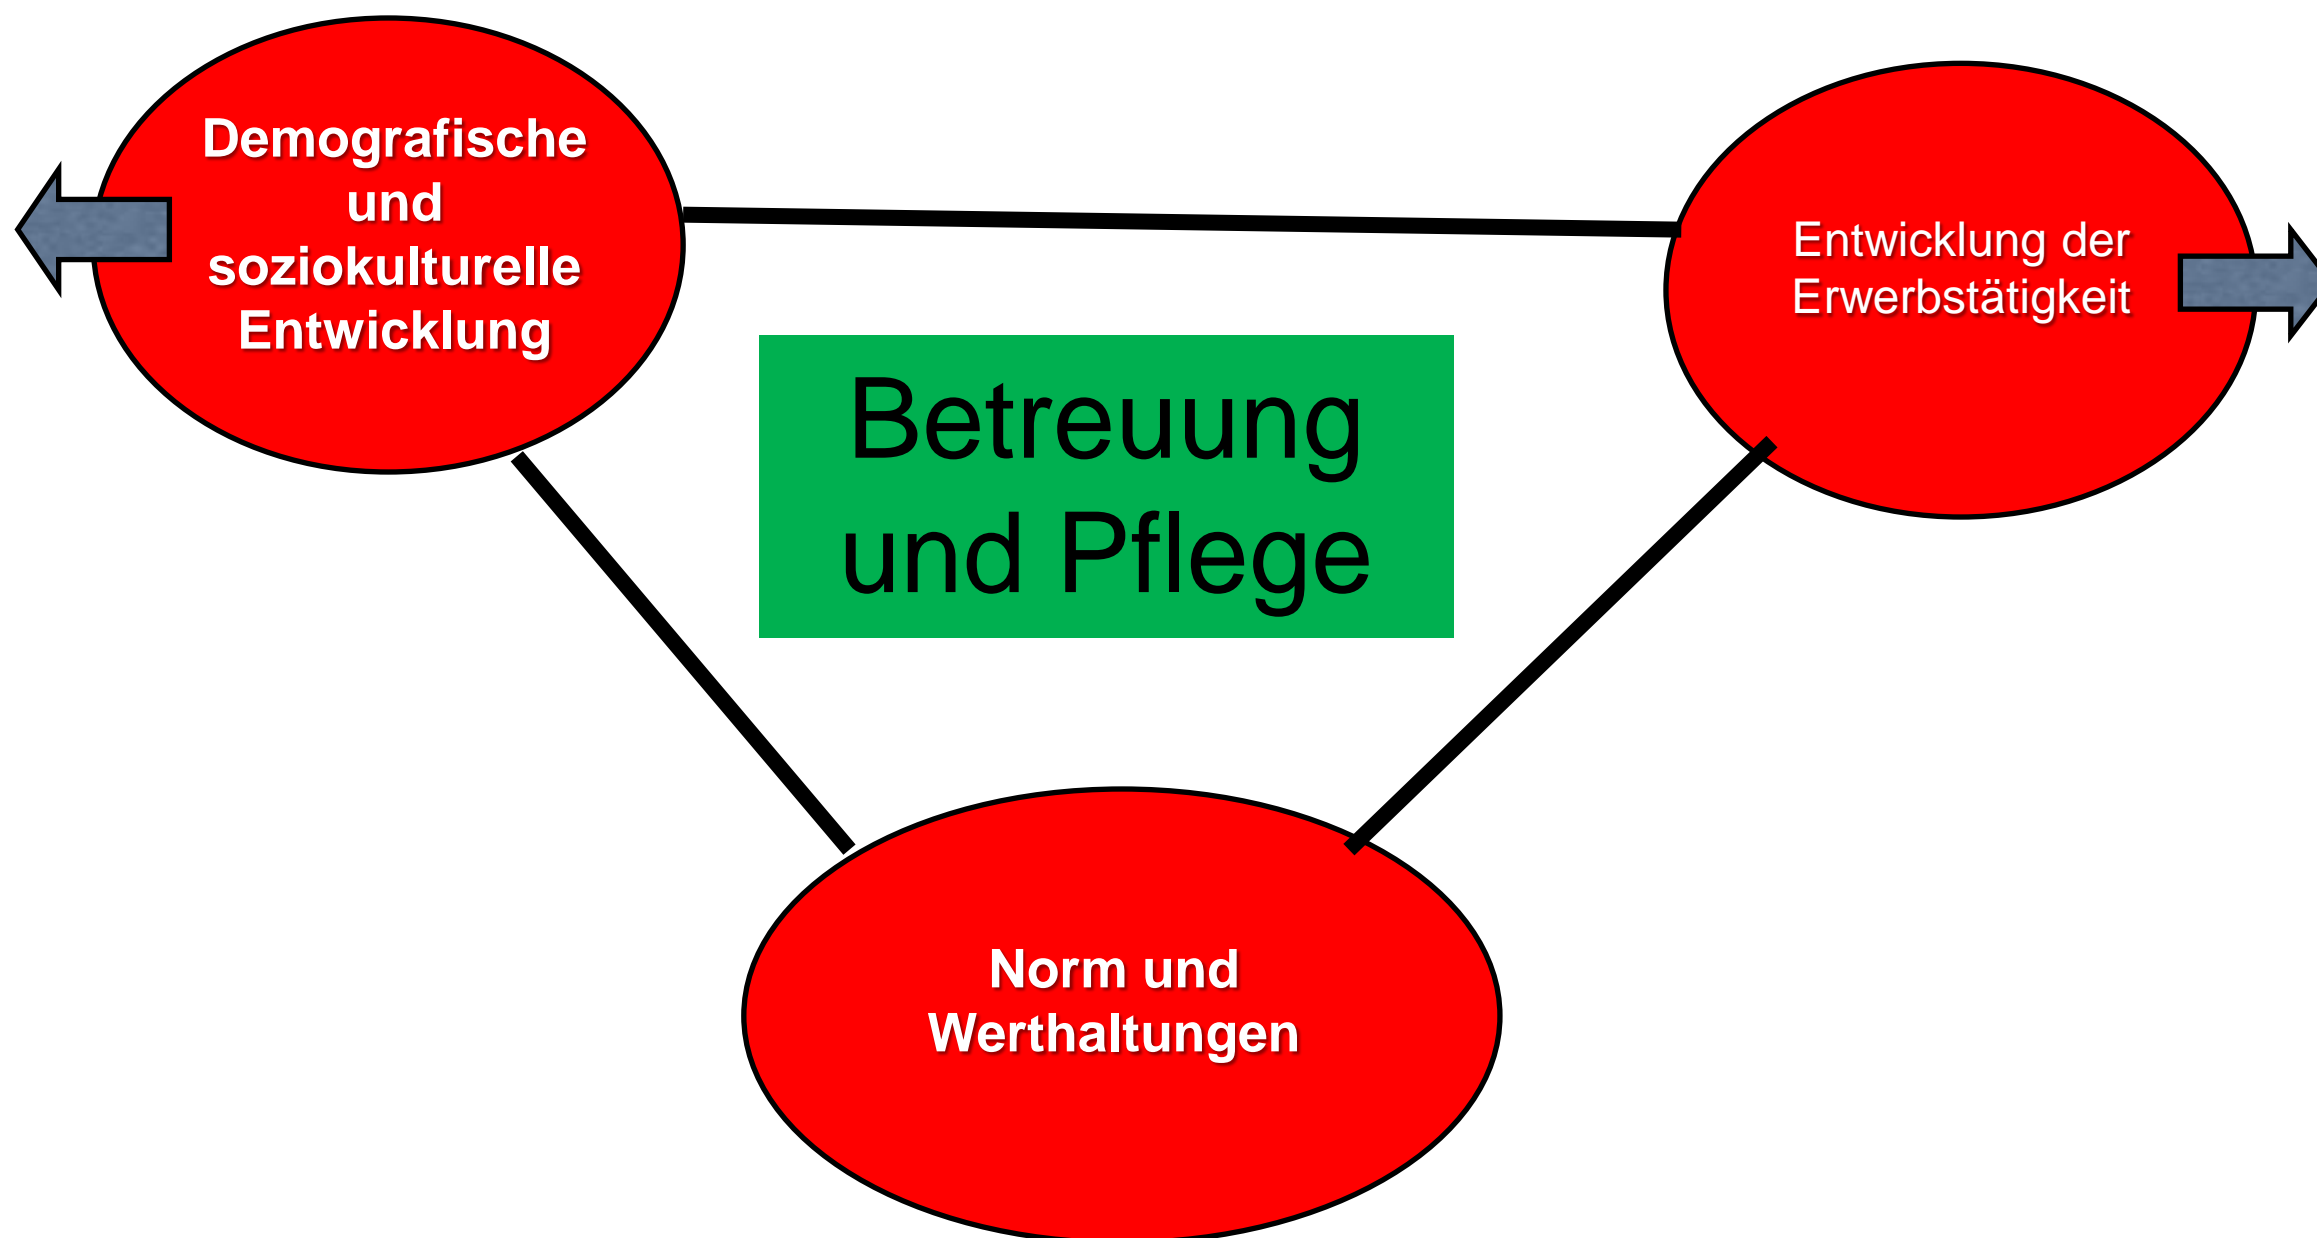 Demografische
und
soziokulturelle
Entwicklung
Entwicklung der
Erwerbstätigkeit
Betreuung
und Pflege
Norm und
Werthaltungen